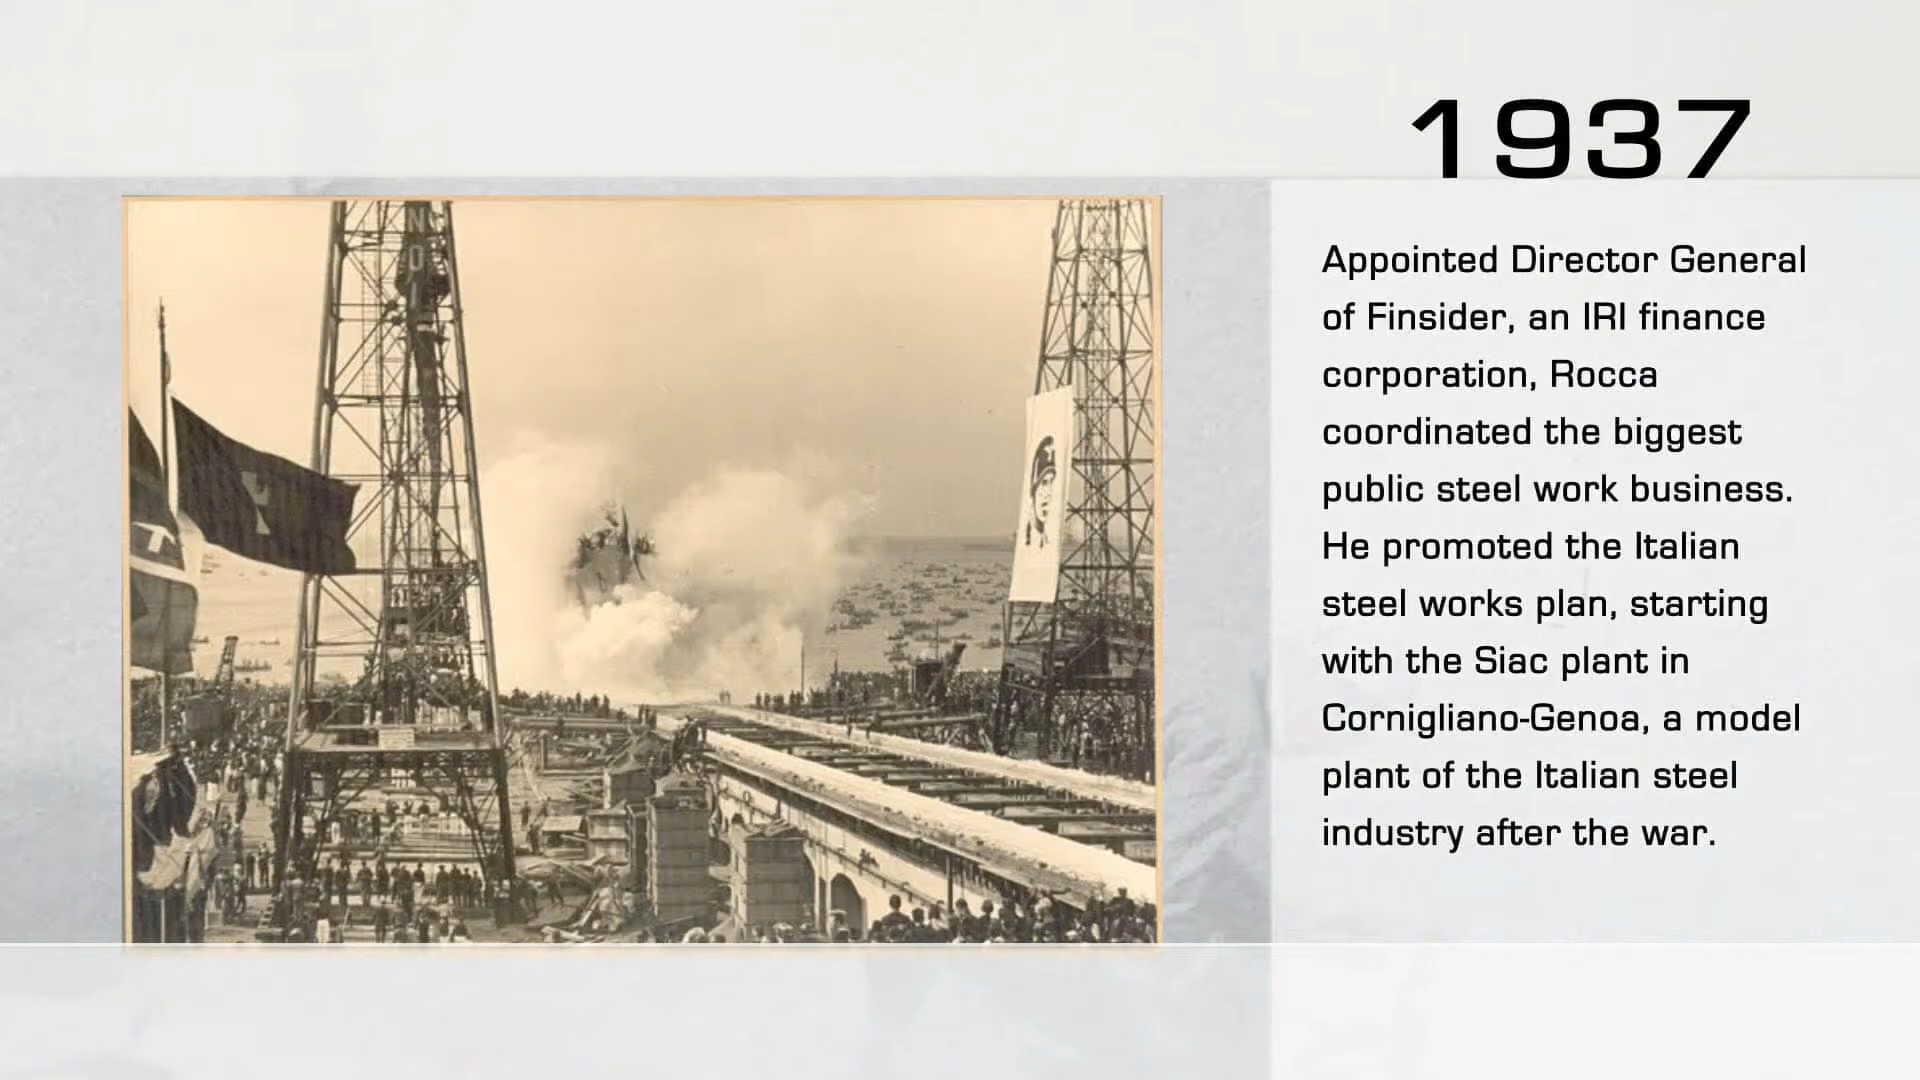 1937
Appointed Director General
of Finsider, an IRI finance
corporation, Rocca
coordinated the biggest
public steel work business.
He promoted the Italian
steel works plan, starting
with the Siac plant in
Cornigliano-Genoa, a model
plant of the Italian steel
industry after the war.